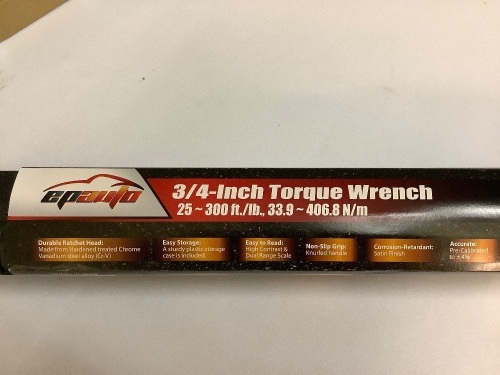 epauto
3/4-Inch Torque Wrench
25 ~ 300 ft./lb., 33.9 ~ 406.8 N/m
Durable Ratchet Head:
Made from Hardened treated Chrome
Vanadium steel alloy (Cr-V)
Easy Storage:
A sturdy plastic storage
case is included.
Easy to Read:
High Contrast &
Dual Range Scale
Non-Slip Grip:
Knurled handle
Corrosion-Retardant:
Satin Finish
Accurate:
Pre-Calibrated
to ±4%